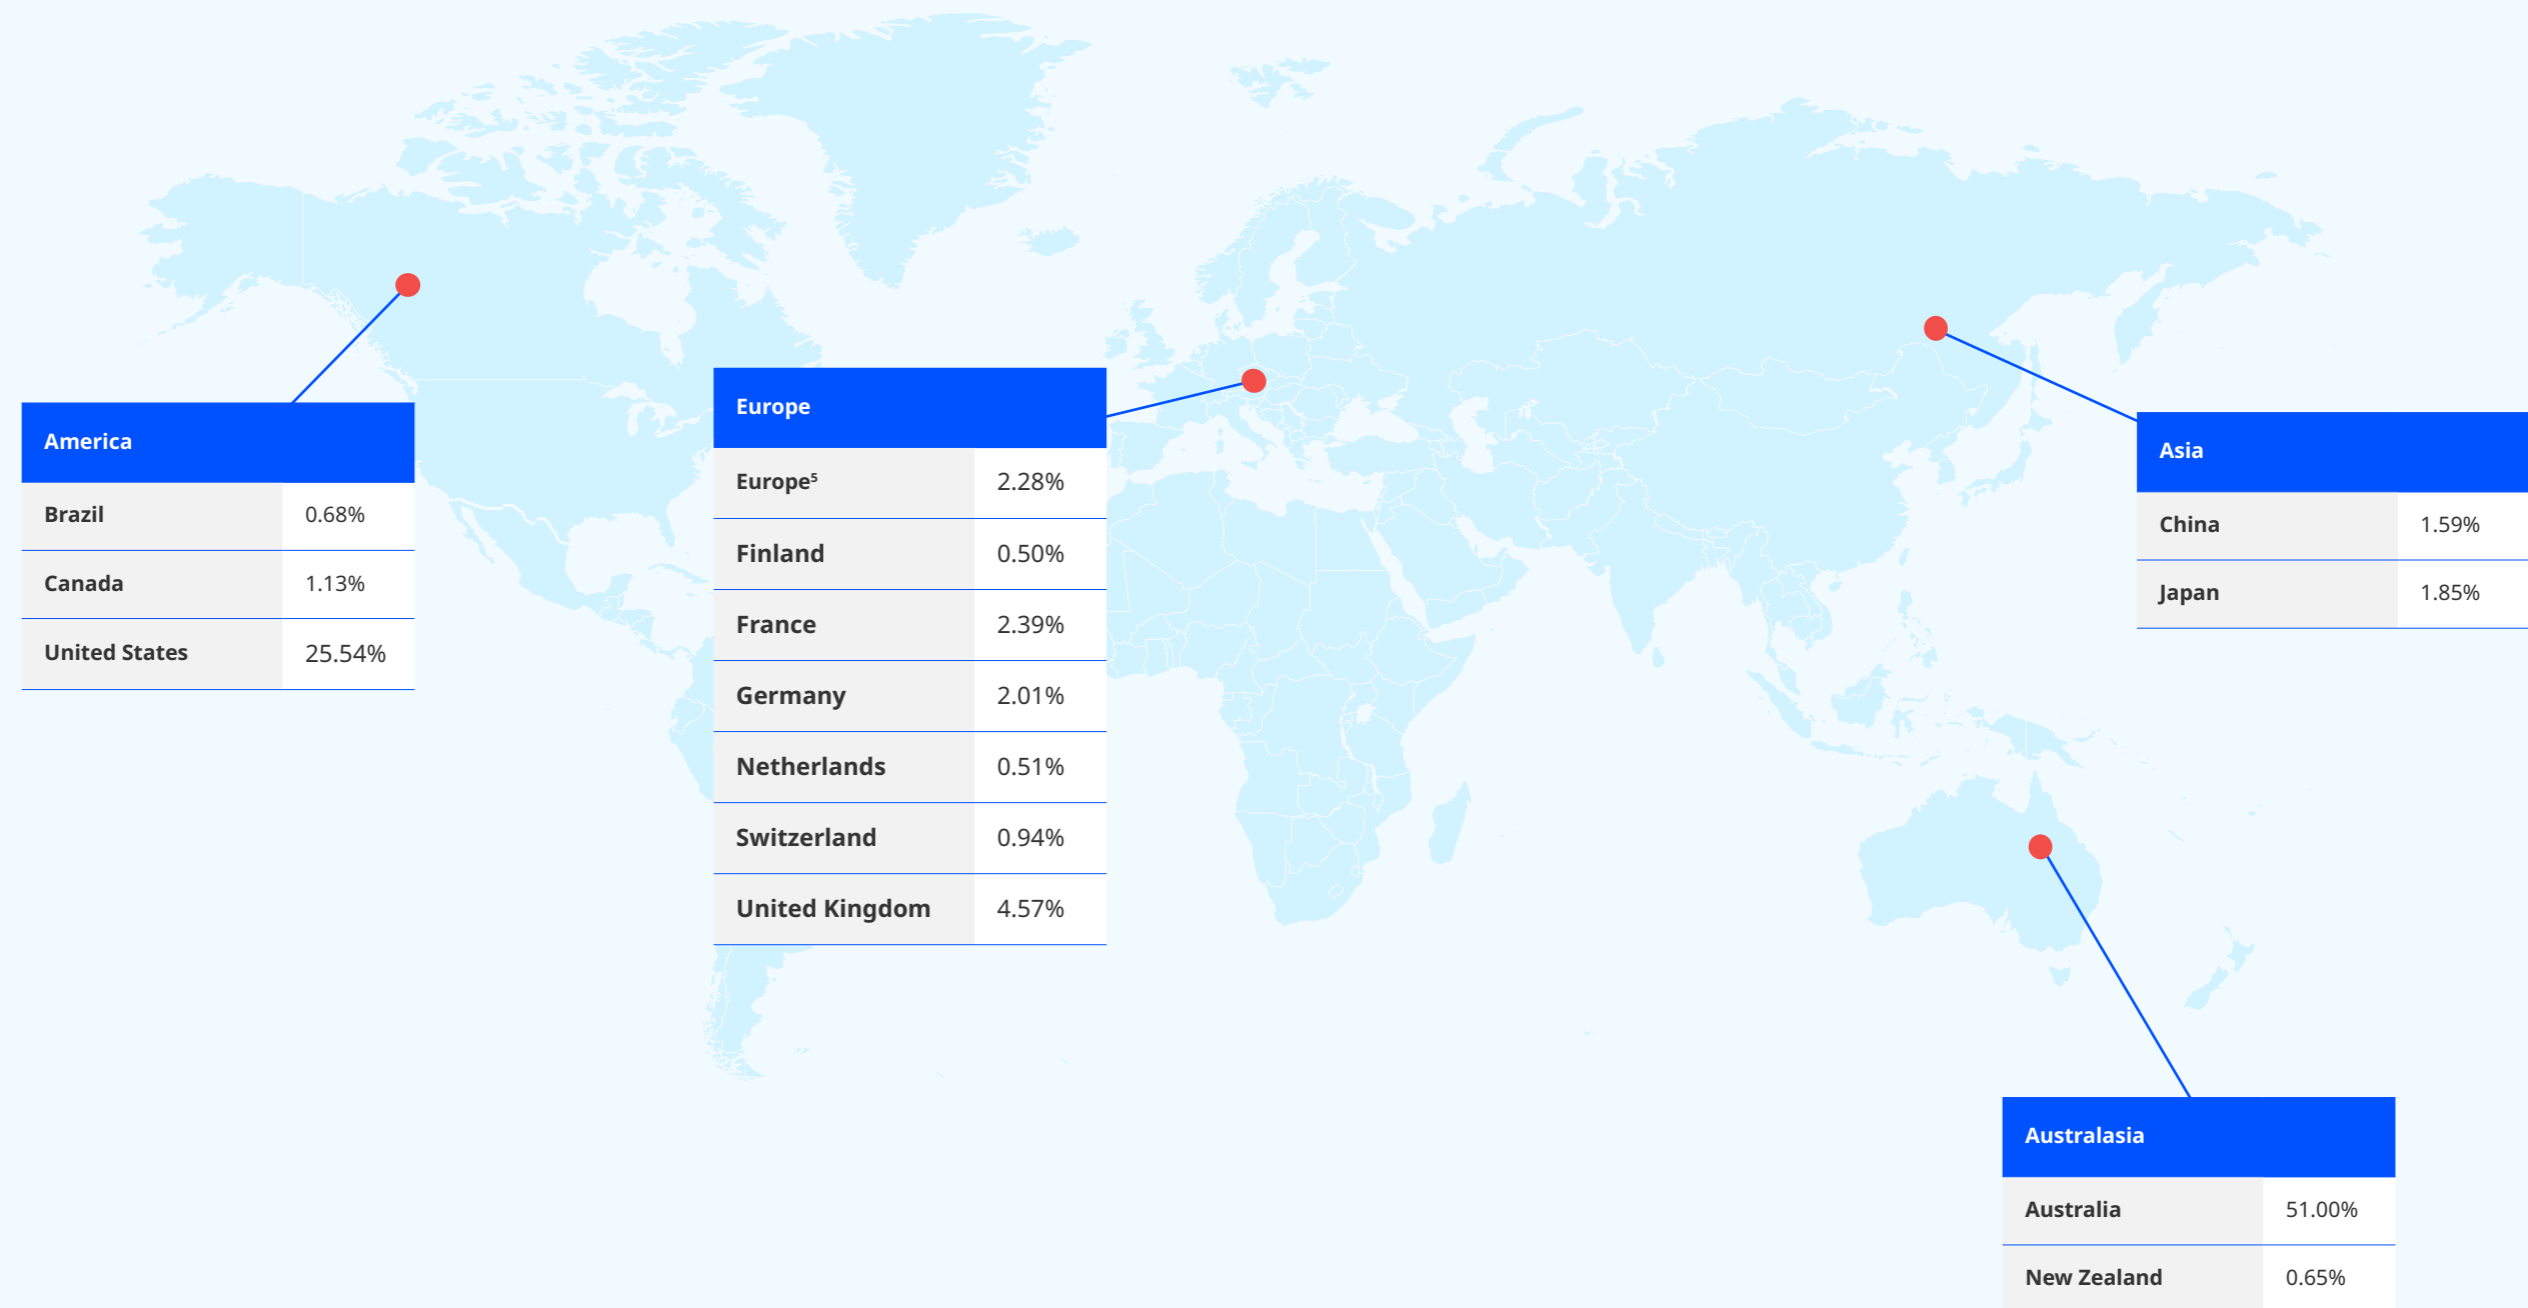 America
Brazil 0.68%
Canada 1.13%
United States 25.54%
Europe
Europe⁵ 2.28%
Finland 0.50%
France 2.39%
Germany 2.01%
Netherlands 0.51%
Switzerland 0.94%
United Kingdom 4.57%
Asia
China 1.59%
Japan 1.85%
Australasia
Australia 51.00%
New Zealand 0.65%